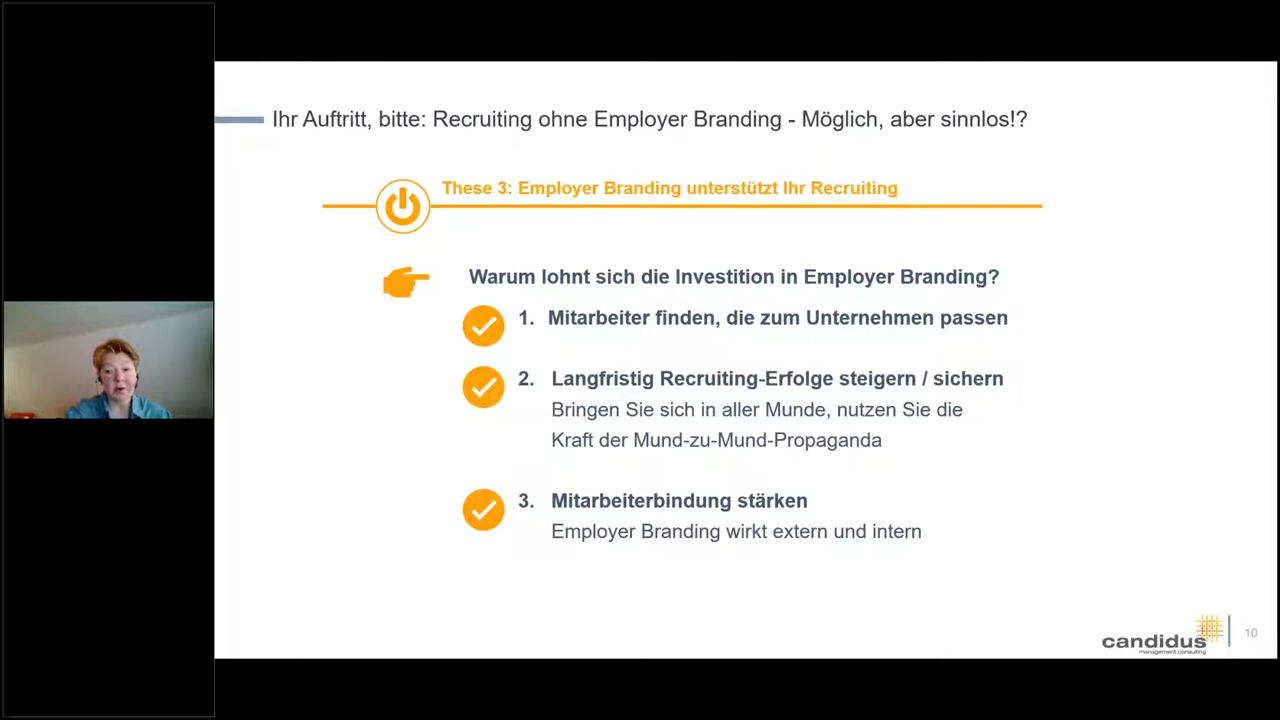 Ihr Auftritt, bitte: Recruiting ohne Employer Branding - Möglich, aber sinnlos!?
These 3: Employer Branding unterstützt Ihr Recruiting
Warum lohnt sich die Investition in Employer Branding?
1. Mitarbeiter finden, die zum Unternehmen passen
2. Langfristig Recruiting-Erfolge steigern / sichern
Bringen Sie sich in aller Munde, nutzen Sie die
Kraft der Mund-zu-Mund-Propaganda
3. Mitarbeiterbindung stärken
Employer Branding wirkt extern und intern
candidus
management consulting
10